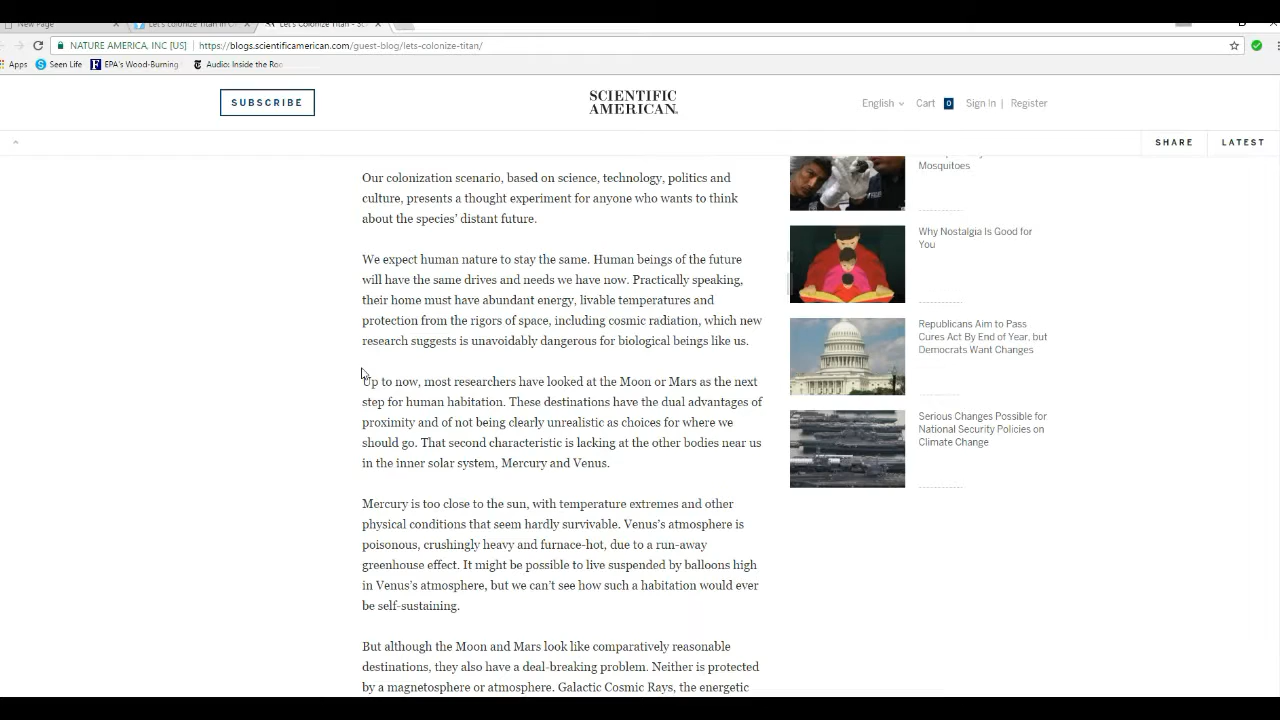 New Page
Let's colonize Titan in C
Let's Colonize Titan - S
NATURE AMERICA, INC [US] https://blogs.scientificamerican.com/guest-blog/lets-colonize-titan/
Apps Seen Life EPA's Wood-Burning Audio: Inside the Roo
SUBSCRIBE
SCIENTIFIC
AMERICAN
English Cart 0 Sign In | Register
SHARE LATEST
Our colonization scenario, based on science, technology, politics and
culture, presents a thought experiment for anyone who wants to think
about the species' distant future.
We expect human nature to stay the same. Human beings of the future
will have the same drives and needs we have now. Practically speaking,
their home must have abundant energy, livable temperatures and
protection from the rigors of space, including cosmic radiation, which new
research suggests is unavoidably dangerous for biological beings like us.
Up to now, most researchers have looked at the Moon or Mars as the next
step for human habitation. These destinations have the dual advantages of
proximity and of not being clearly unrealistic as choices for where we
should go. That second characteristic is lacking at the other bodies near us
in the inner solar system, Mercury and Venus.
Mercury is too close to the sun, with temperature extremes and other
physical conditions that seem hardly survivable. Venus's atmosphere is
poisonous, crushingly heavy and furnace-hot, due to a run-away
greenhouse effect. It might be possible to live suspended by balloons high
in Venus's atmosphere, but we can't see how such a habitation would ever
be self-sustaining.
But although the Moon and Mars look like comparatively reasonable
destinations, they also have a deal-breaking problem. Neither is protected
by a magnetosphere or atmosphere. Galactic Cosmic Rays, the energetic
Mosquitoes
Why Nostalgia Is Good for
You
Republicans Aim to Pass
Cures Act By End of Year, but
Democrats Want Changes
Serious Changes Possible for
National Security Policies on
Climate Change